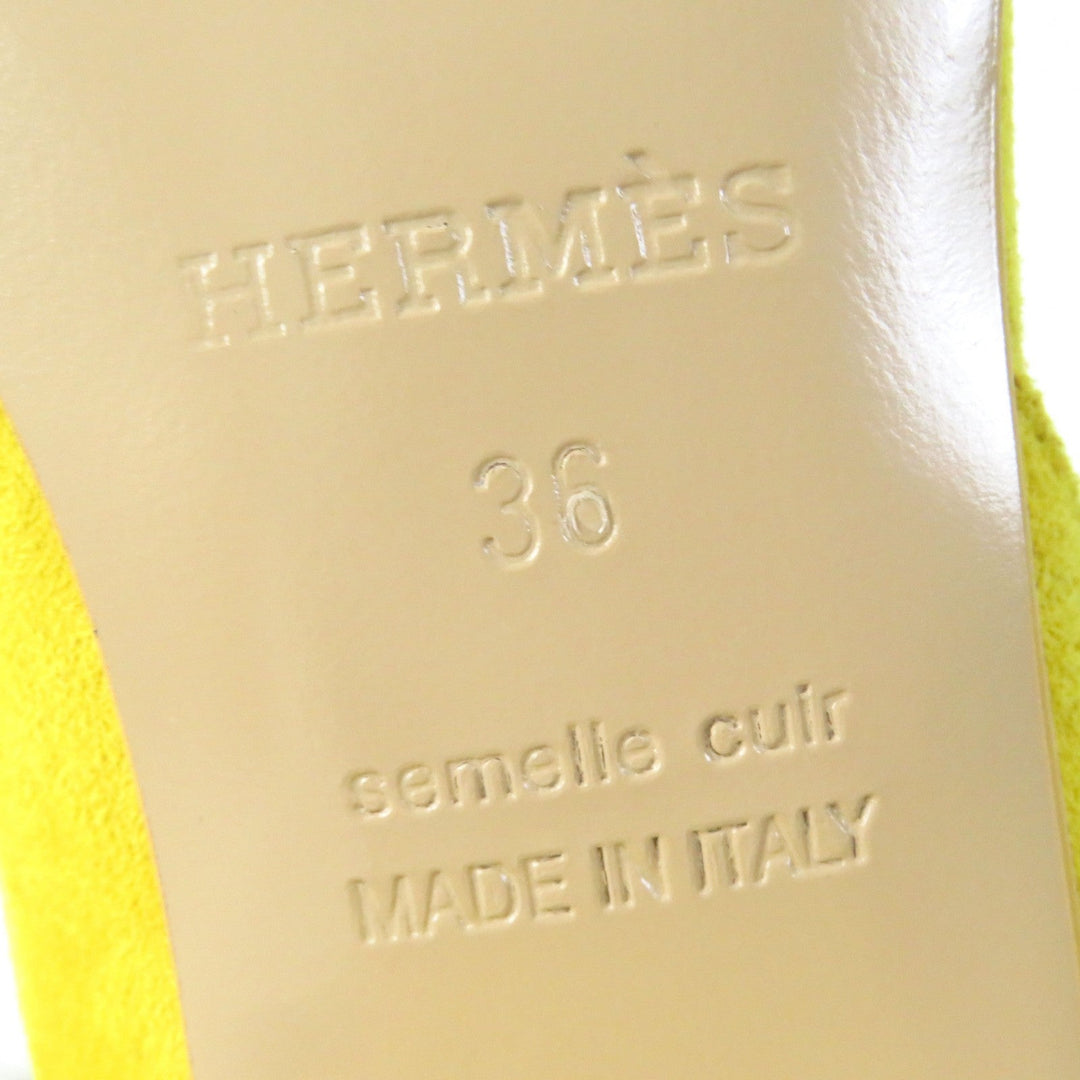 HERMÈS
36
semelle cuir
MADE IN ITALY